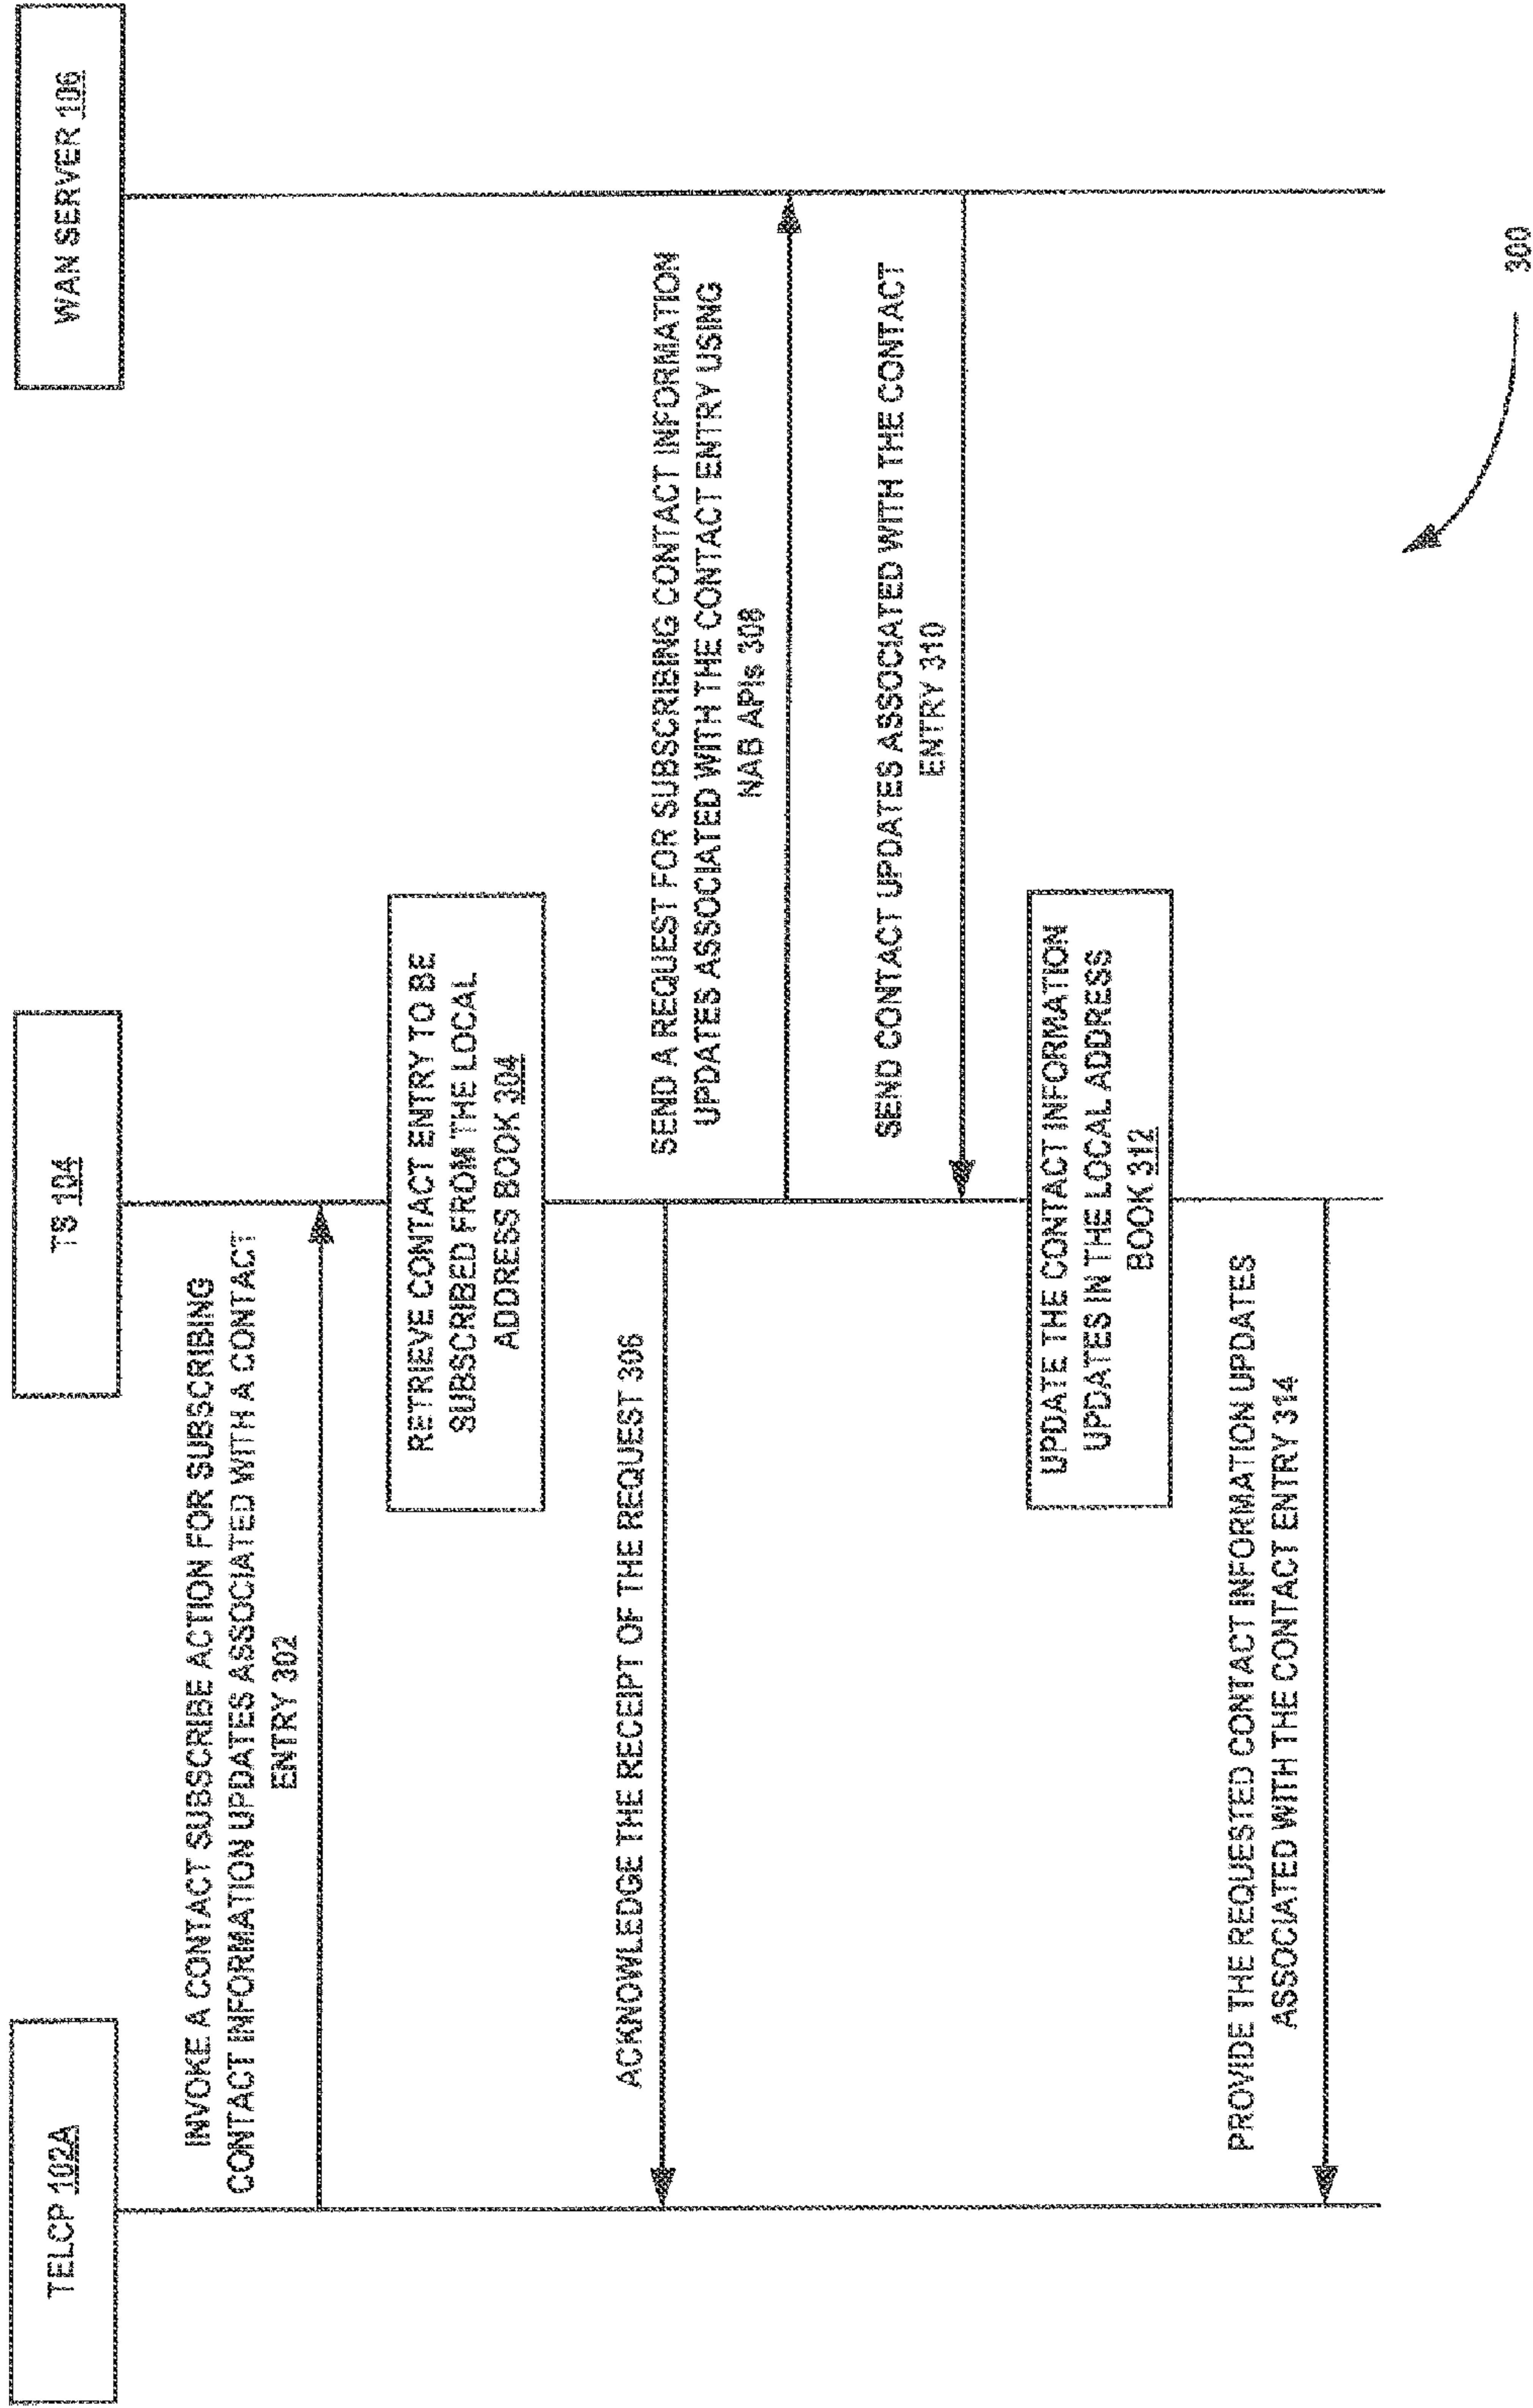 TELCP 102A
TS 104
WAN SERVER 106
INVOKE A CONTACT SUBSCRIBE ACTION FOR SUBSCRIBING
CONTACT INFORMATION UPDATES ASSOCIATED WITH A CONTACT
ENTRY 302
RETRIEVE CONTACT ENTRY TO BE
SUBSCRIBED FROM THE LOCAL
ADDRESS BOOK 304
ACKNOWLEDGE THE RECEIPT OF THE REQUEST 306
SEND A REQUEST FOR SUBSCRIBING CONTACT INFORMATION
UPDATES ASSOCIATED WITH THE CONTACT ENTRY USING
NAB APIs 308
SEND CONTACT UPDATES ASSOCIATED WITH THE CONTACT
ENTRY 310
UPDATE THE CONTACT INFORMATION
UPDATES IN THE LOCAL ADDRESS
BOOK 312
PROVIDE THE REQUESTED CONTACT INFORMATION UPDATES
ASSOCIATED WITH THE CONTACT ENTRY 314
300